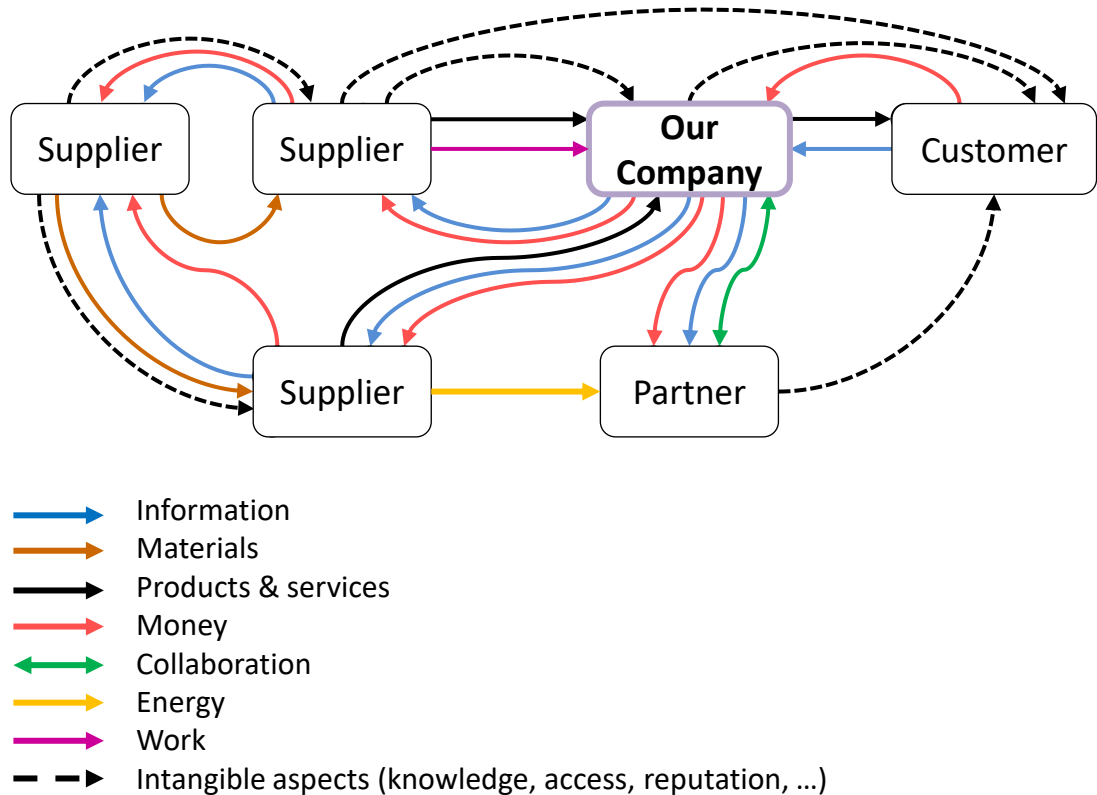 Supplier
Supplier
Our
Company
Customer
Supplier
Partner
Information
Materials
Products & services
Money
Collaboration
Energy
Work
Intangible aspects (knowledge, access, reputation, …)